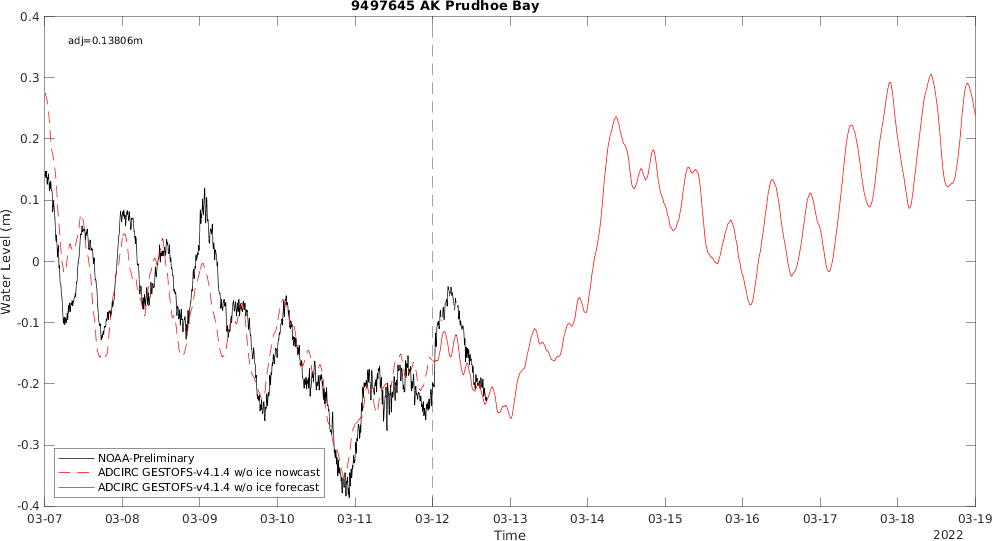 9497645 AK Prudhoe Bay
adj=0.13806m
0.4
0.3
0.2
0.1
0
-0.1
-0.2
-0.3
-0.4
Water Level (m)
NOAA-Preliminary
ADCIRC GESTOFS-v4.1.4 w/o ice nowcast
ADCIRC GESTOFS-v4.1.4 w/o ice forecast
03-07 03-08 03-09 03-10 03-11 03-12 03-13 03-14 03-15 03-16 03-17 03-18 03-19
Time
2022